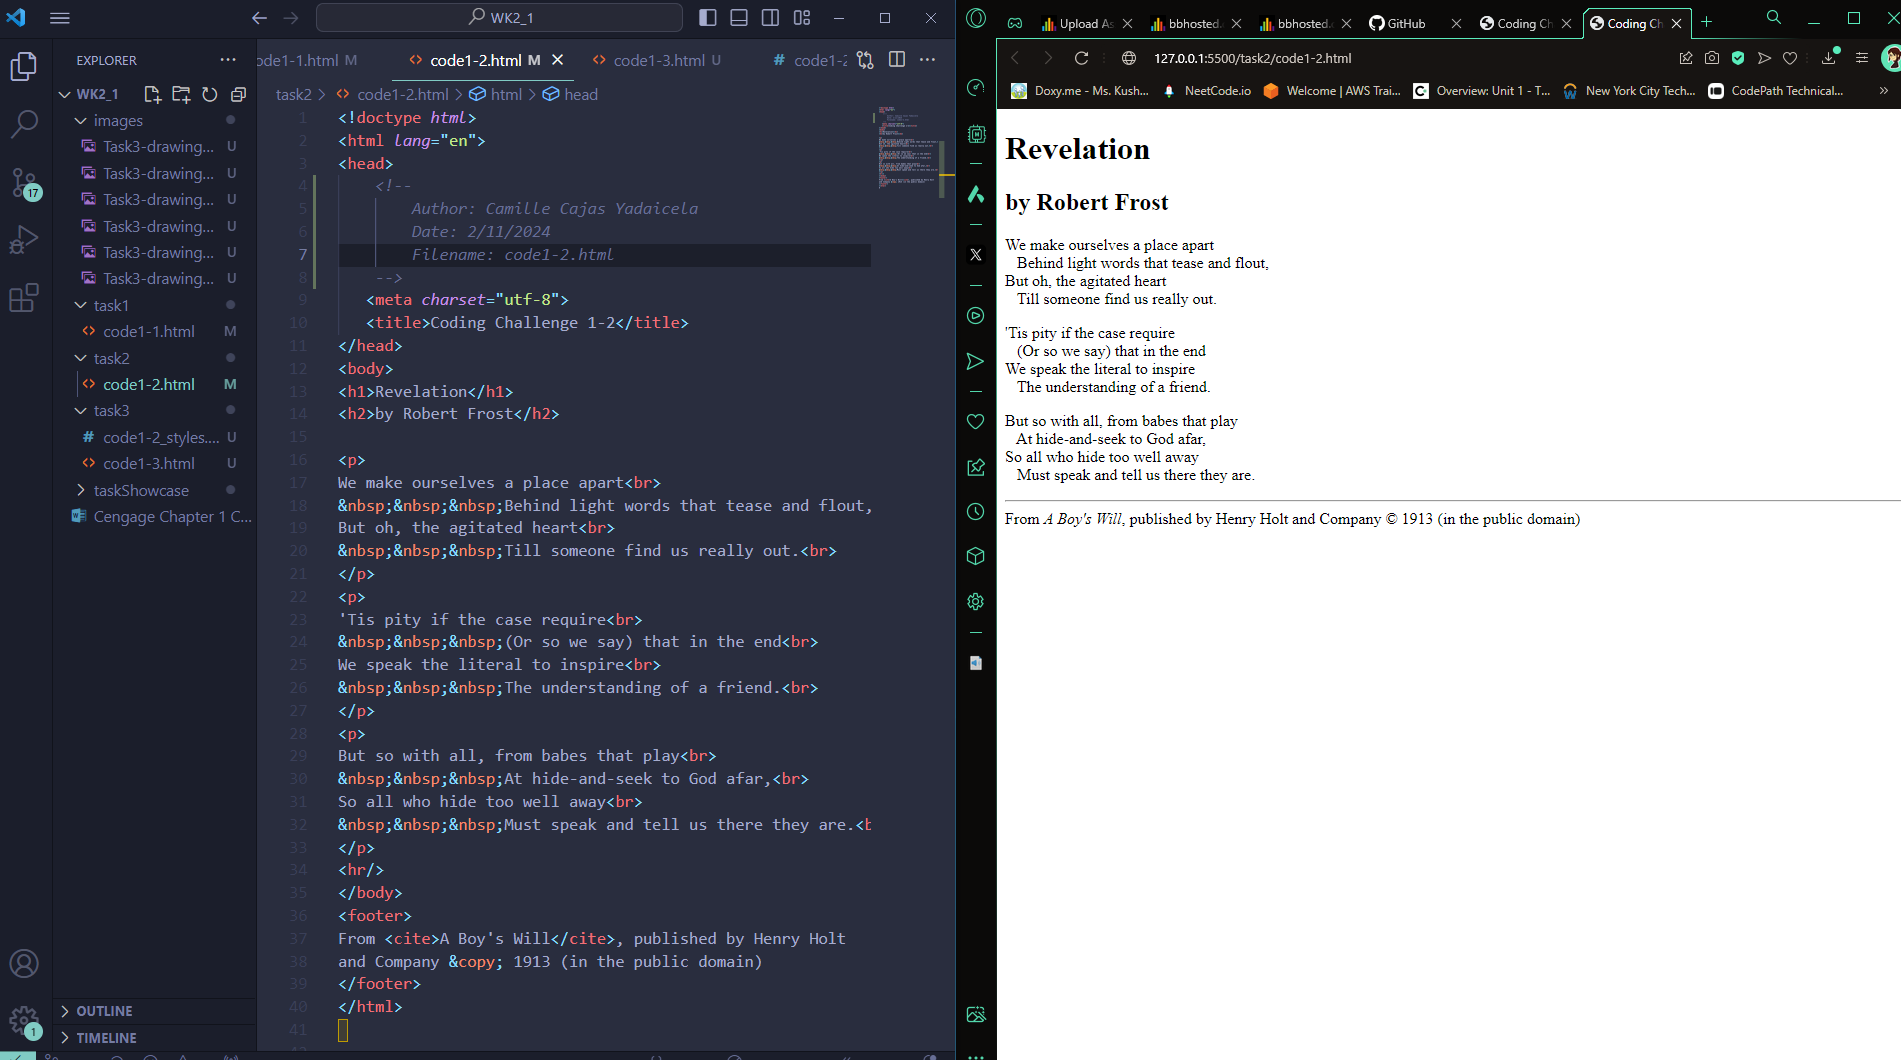 WK2_1
EXPLORER
WK2_1
images
Task3-drawing... U
Task3-drawing... U
Task3-drawing... U
Task3-drawing... U
Task3-drawing... U
Task3-drawing... U
task1
code1-1.html M
task2
code1-2.html M
task3
code1-2_styles.... U
code1-3.html U
taskShowcase
Cengage Chapter 1 C...
17
1
OUTLINE
TIMELINE
ode1-1.html M
code1-2.html M
code1-3.html U
code1-2
task2 > code1-2.html > html > head
1 <!doctype html>
2 <html lang="en">
3 <head>
4 <!--
5 Author: Camille Cajas Yadaicela
6 Date: 2/11/2024
7 Filename: code1-2.html
8 -->
9 <meta charset="utf-8">
10 <title>Coding Challenge 1-2</title>
11 </head>
12 <body>
13 <h1>Revelation</h1>
14 <h2>by Robert Frost</h2>
15
16 <p>
17 We make ourselves a place apart<br>
18 &nbsp;&nbsp;&nbsp;Behind light words that tease and flout,
19 But oh, the agitated heart<br>
20 &nbsp;&nbsp;&nbsp;Till someone find us really out.<br>
21 </p>
22 <p>
23 'Tis pity if the case require<br>
24 &nbsp;&nbsp;&nbsp;(Or so we say) that in the end<br>
25 We speak the literal to inspire<br>
26 &nbsp;&nbsp;&nbsp;The understanding of a friend.<br>
27 </p>
28 <p>
29 But so with all, from babes that play<br>
30 &nbsp;&nbsp;&nbsp;At hide-and-seek to God afar,<br>
31 So all who hide too well away<br>
32 &nbsp;&nbsp;&nbsp;Must speak and tell us there they are.<b
33 </p>
34 <hr/>
35 </body>
36 <footer>
37 From <cite>A Boy's Will</cite>, published by Henry Holt
38 and Company &copy; 1913 (in the public domain)
39 </footer>
40 </html>
41
Upload As
bbhosted.
bbhosted.
GitHub
Coding Ch
Coding Ch
127.0.0.1:5500/task2/code1-2.html
Doxy.me - Ms. Kush...
NeetCode.io
Welcome | AWS Trai...
Overview: Unit 1 - T...
New York City Tech...
CodePath Technical...
Revelation
by Robert Frost
We make ourselves a place apart
Behind light words that tease and flout,
But oh, the agitated heart
Till someone find us really out.
'Tis pity if the case require
(Or so we say) that in the end
We speak the literal to inspire
The understanding of a friend.
But so with all, from babes that play
At hide-and-seek to God afar,
So all who hide too well away
Must speak and tell us there they are.
From A Boy's Will, published by Henry Holt and Company © 1913 (in the public domain)